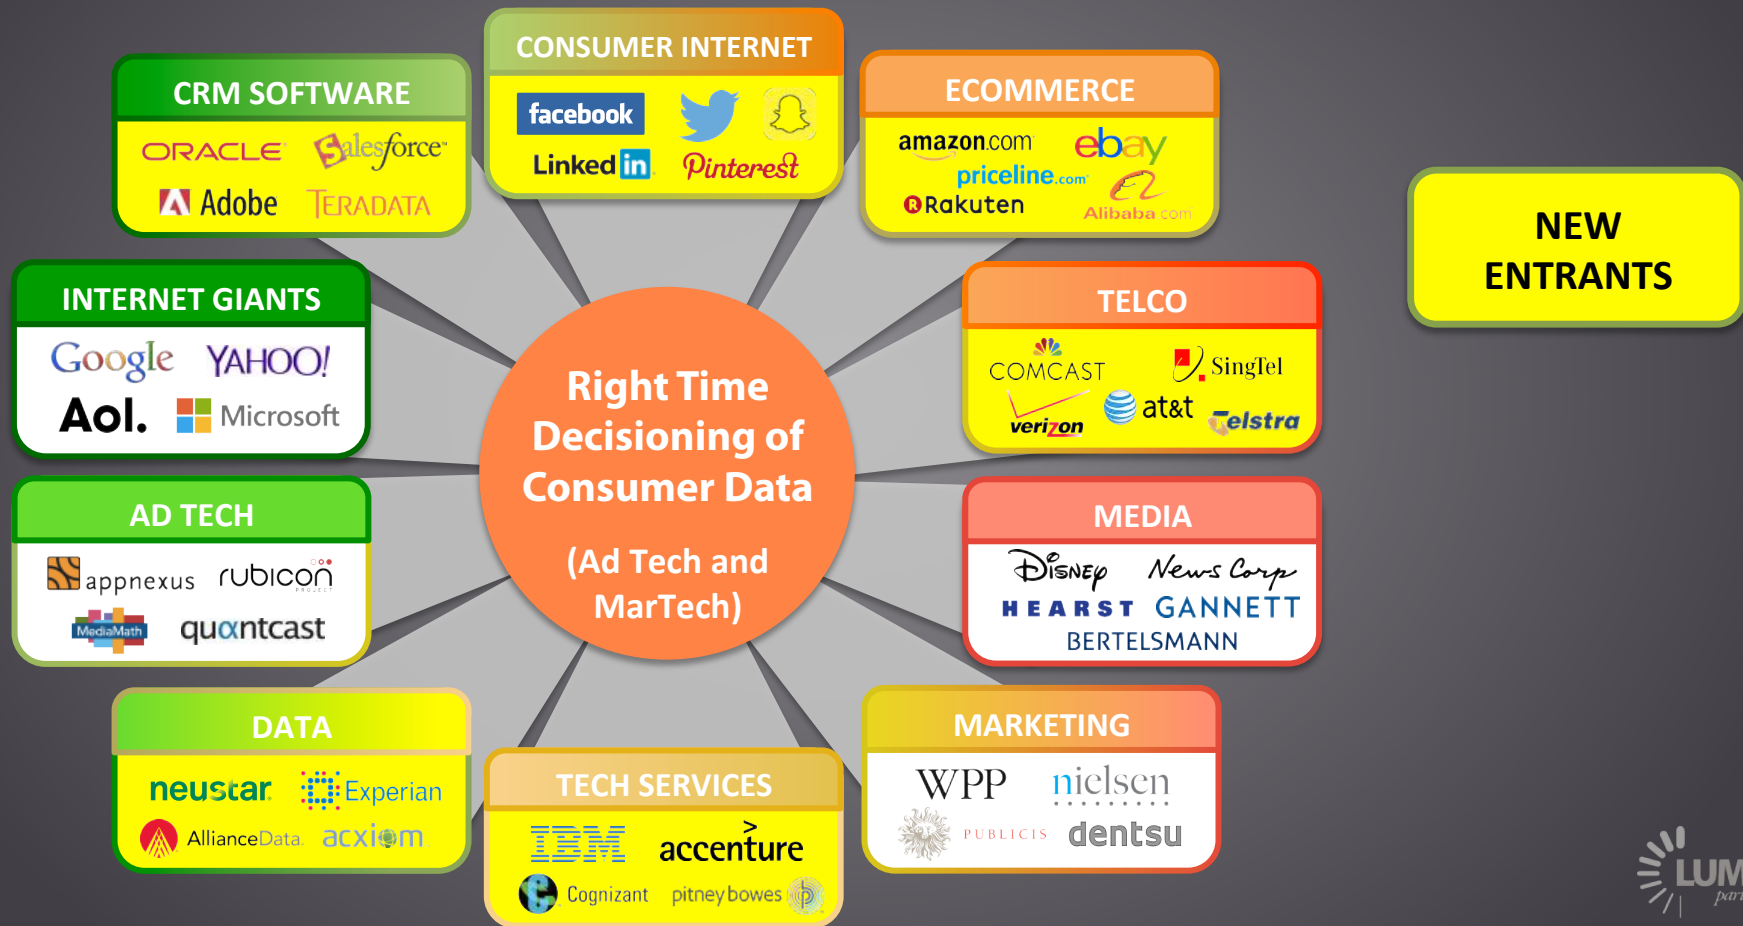 CONSUMER INTERNET
facebook
Linked in
Pinterest
CRM SOFTWARE
ORACLE
salesforce
Adobe
TERADATA
ECOMMERCE
amazon.com
ebay
priceline.com
Rakuten
Alibaba.com
NEW
ENTRANTS
INTERNET GIANTS
Google YAHOO!
Aol. Microsoft
TELCO
COMCAST SingTel
verizon at&t Telstra
Right Time
Decisioning of
Consumer Data
(Ad Tech and
MarTech)
AD TECH
appnexus rubicon
PROJECT
MediaMath quantcast
MEDIA
DISNEY News Corp
HEARST GANNETT
BERTELSMANN
DATA
neustar Experian
AllianceData acxiom
TECH SERVICES
IBM accenture
Cognizant pitney bowes
MARKETING
WPP nielsen
PUBLICIS dentsu